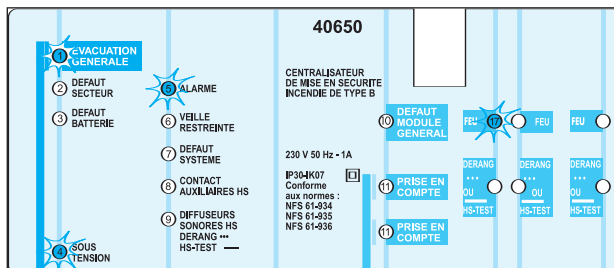 40650
1 EVACUATION
GENERALE
2 DEFAUT
SECTEUR
3 DEFAUT
BATTERIE
4 SOUS
TENSION
5 ALARME
6 VEILLE
RESTREINTE
7 DEFAUT
SYSTEME
8 CONTACT
AUXILIAIRES HS
9 DIFFUSEURS
SONORES HS
DERANG •••
HS-TEST —
CENTRALISATEUR
DE MISE EN SECURITE
INCENDIE DE TYPE B
230 V 50 Hz - 1A
IP30-IK07
Conforme
aux normes :
NFS 61-934
NFS 61-935
NFS 61-936
10 DEFAUT
MODULE
GENERAL
11 PRISE EN
COMPTE
11 PRISE EN
COMPTE
FEU 17
DERANG
•••
OU
HS-TEST
FEU
DERANG
•••
OU
HS-TEST
FEU
DERANG
•••
OU
HS-TEST